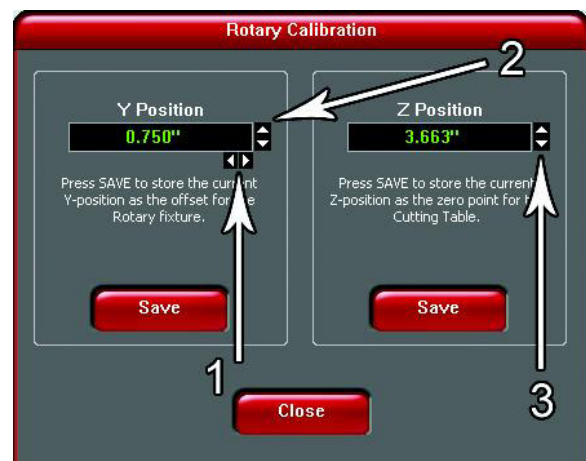 Rotary Calibration
2
Y Position
0.750"
Press SAVE to store the current
Y-position as the offset for the
Rotary fixture.
Save
1
Z Position
3.663"
Press SAVE to store the current
Z-position as the zero point for
Cutting Table.
Save
3
Close